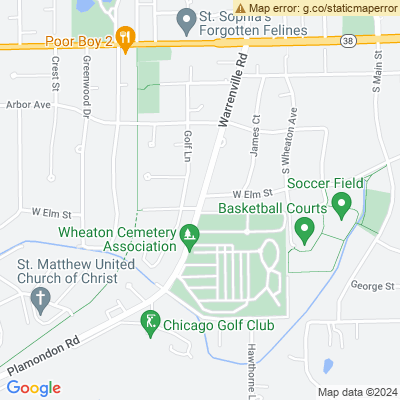 Map error: g.co/staticmaperror
St. Sophia's
Forgotten Felines
Poor Boy 2
38
Crest St
Greenwood Dr
Arbor Ave
Golf Ln
Warrenville Rd
James Ct
S Wheaton Ave
S Main St
W Elm St
Soccer Field
Basketball Courts
W Elm St
Wheaton Cemetery
Association
St. Matthew United
Church of Christ
George St
Chicago Golf Club
Plamondon Rd
Hawthorne L
Google
Map data ©2024